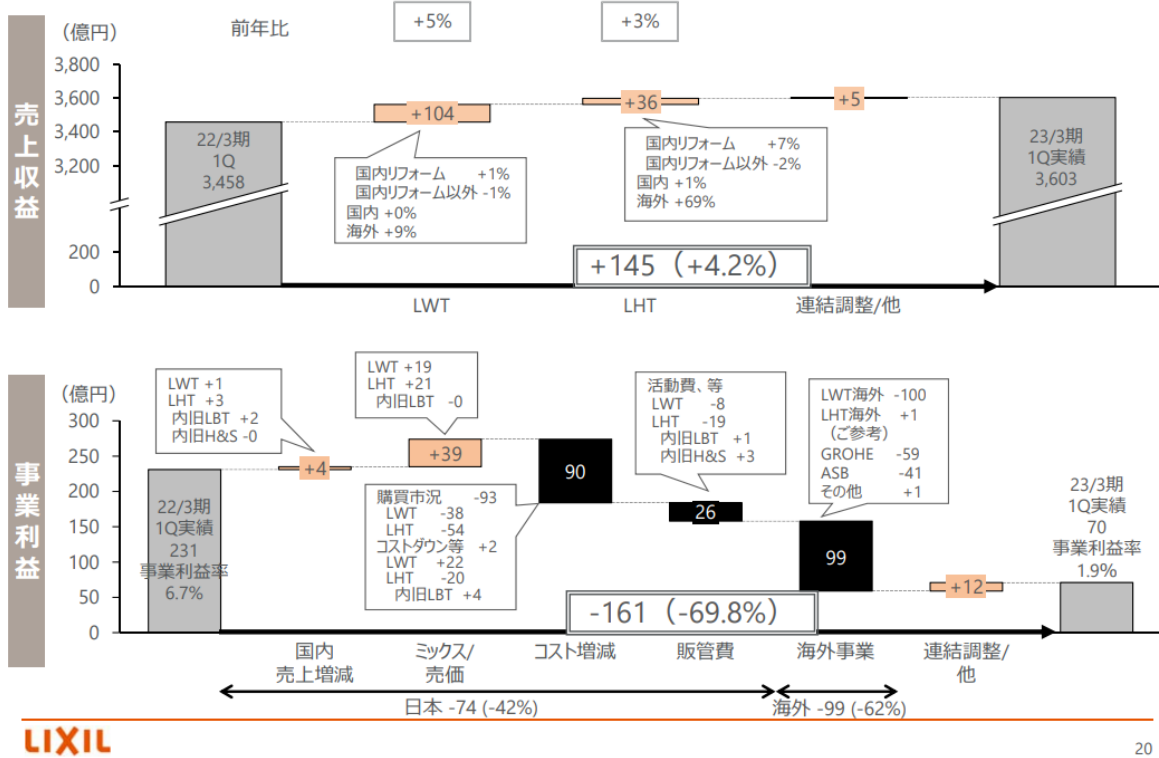 売上収益
(億円)
前年比
+5%
+3%
3,800
3,600
3,400
3,200
200
0
22/3期
1Q
3,458
+104
国内リフォーム +1%
国内リフォーム以外 -1%
国内 +0%
海外 +9%
+36
国内リフォーム +7%
国内リフォーム以外 -2%
国内 +1%
海外 +69%
+5
23/3期
1Q実績
3,603
+145 (+4.2%)
LWT
LHT
連結調整/他
事業利益
(億円)
300
250
200
150
100
50
0
22/3期
1Q実績
231
事業利益率
6.7%
LWT +1
LHT +3
内旧LBT +2
内旧H&S -0
+4
LWT +19
LHT +21
内旧LBT -0
+39
購買市況 -93
LWT -38
LHT -54
コストダウン等 +2
LWT +22
LHT -20
内旧LBT +4
90
活動費、等
LWT -8
LHT -19
内旧LBT +1
内旧H&S +3
26
LWT海外 -100
LHT海外 +1
(ご参考)
GROHE -59
ASB -41
その他 +1
99
+12
23/3期
1Q実績
70
事業利益率
1.9%
-161 (-69.8%)
国内
売上増減
ミックス/
売価
コスト増減
販管費
海外事業
連結調整/
他
日本 -74 (-42%)
海外 -99 (-62%)
LIXIL
20